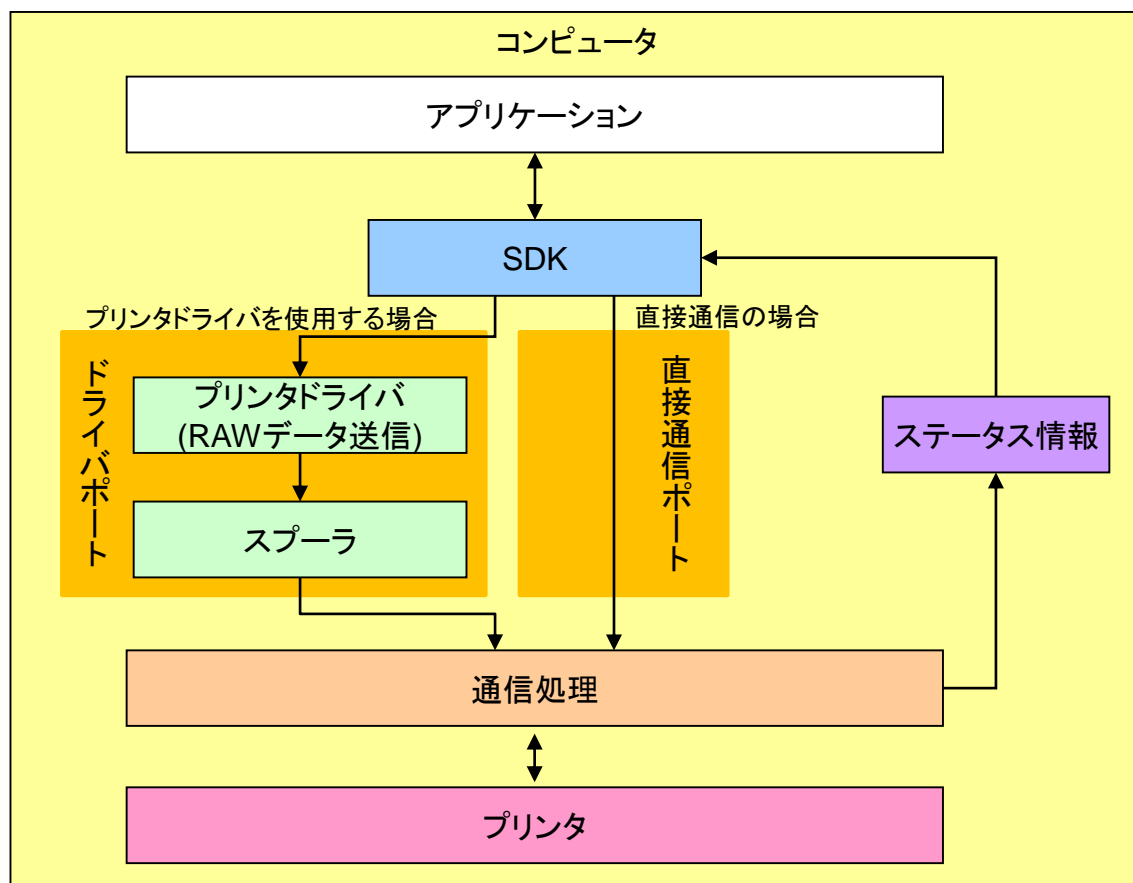 コンピュータ
アプリケーション
SDK
プリンタドライバを使用する場合
直接通信の場合
ドライバポート
プリンタドライバ
(RAWデータ送信)
スプーラ
直接通信ポート
ステータス情報
通信処理
プリンタ